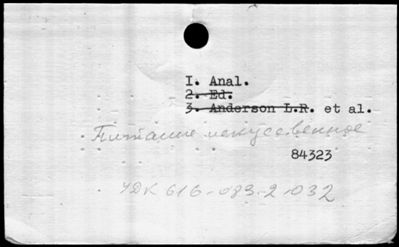 I. Anal.
2. Ed.
3. Anderson L.R. et al.
Питание искусственное
84323
УДК 616-083-2-032